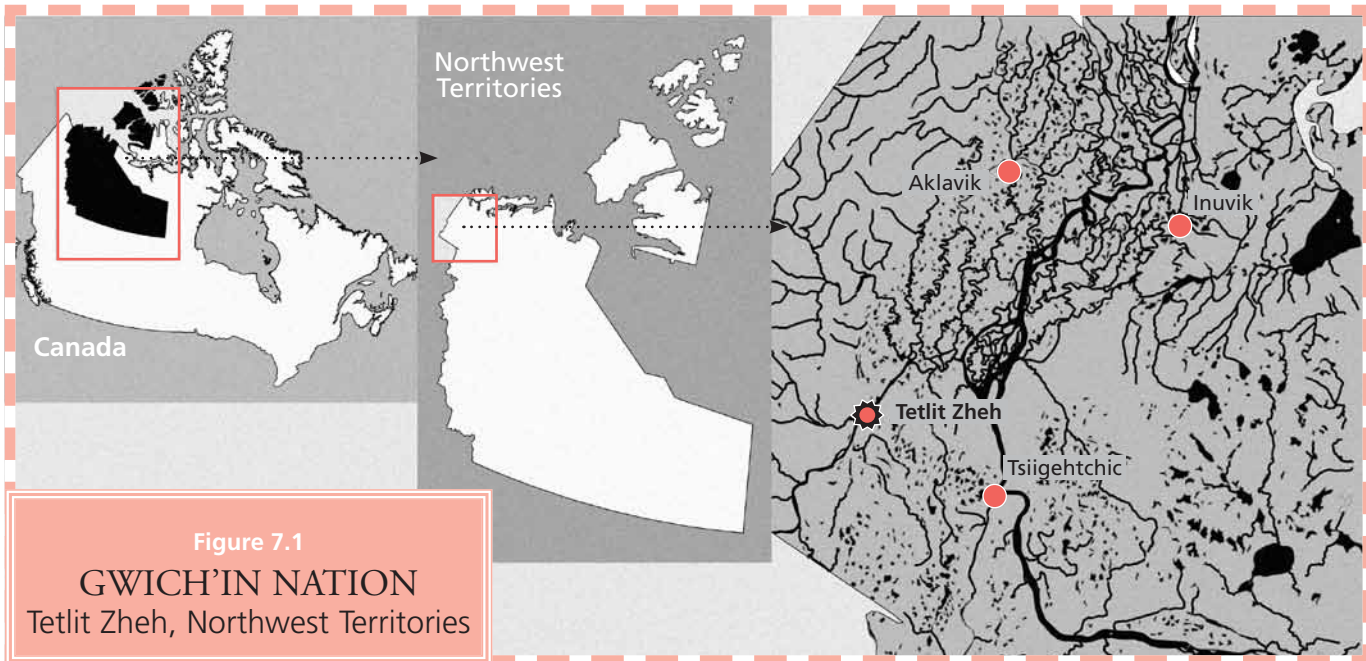 Canada
Northwest
Territories
Aklavik
Inuvik
Tetlit Zheh
Tsiigehtchic
Figure 7.1
GWICH'IN NATION
Tetlit Zheh, Northwest Territories